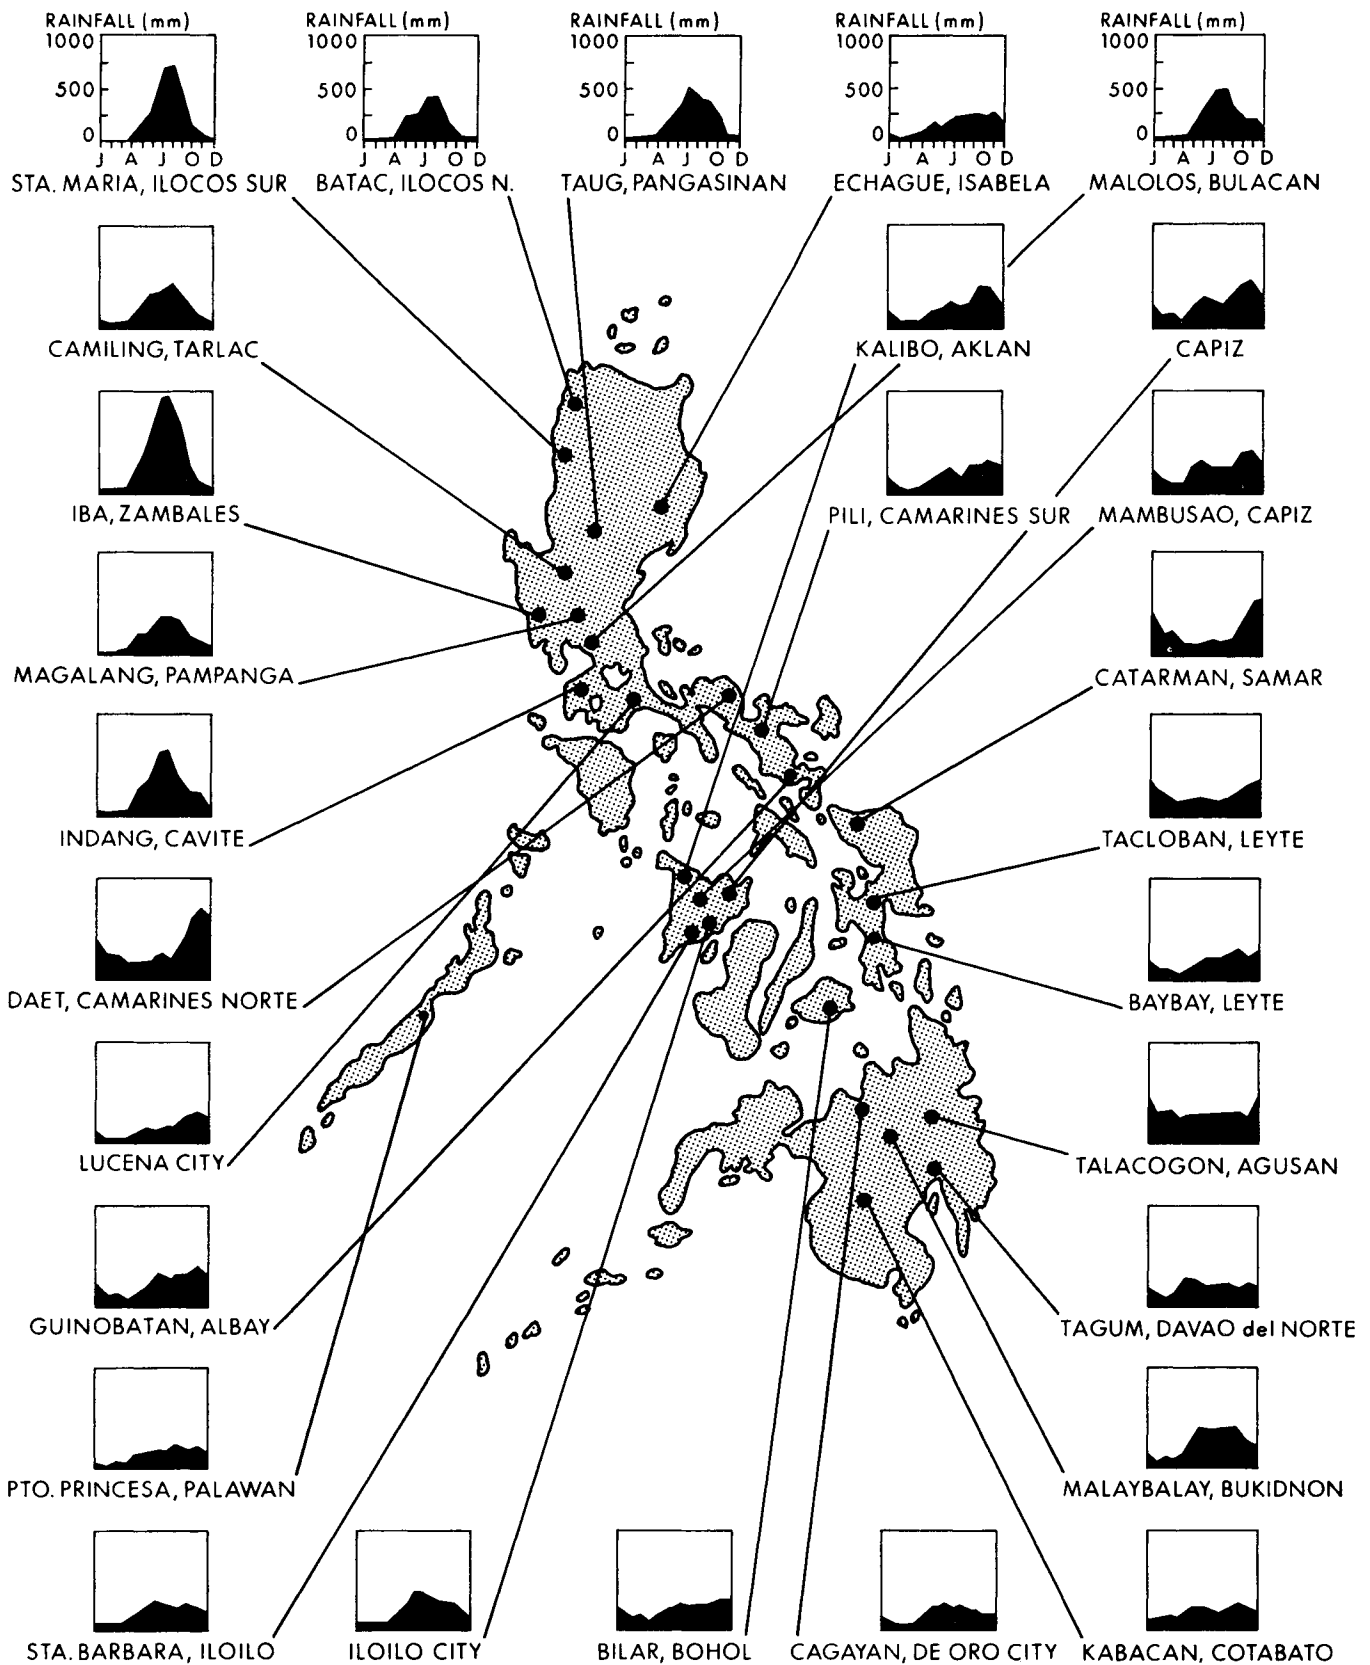 RAINFALL (mm) RAINFALL (mm) RAINFALL (mm) RAINFALL (mm) RAINFALL (mm)
1000 1000 1000 1000 1000
500 500 500 500 500
0 0 0 0 0
J A J O D J A J O D J A J O D J A J O D J A J O D
STA. MARIA, ILOCOS SUR BATAC, ILOCOS N. TAUG, PANGASINAN ECHAGUE, ISABELA MALOLOS, BULACAN
CAMILING, TARLAC KALIBO, AKLAN CAPIZ
IBA, ZAMBALES PILI, CAMARINES SUR MAMBUSAO, CAPIZ
MAGALANG, PAMPANGA CATARMAN, SAMAR
INDANG, CAVITE TACLOBAN, LEYTE
DAET, CAMARINES NORTE BAYBAY, LEYTE
LUCENA CITY TALACOGON, AGUSAN
GUINOBATAN, ALBAY TAGUM, DAVAO del NORTE
PTO. PRINCESA, PALAWAN MALAYBALAY, BUKIDNON
STA. BARBARA, ILOILO ILOILO CITY BILAR, BOHOL CAGAYAN, DE ORO CITY KABACAN, COTABATO